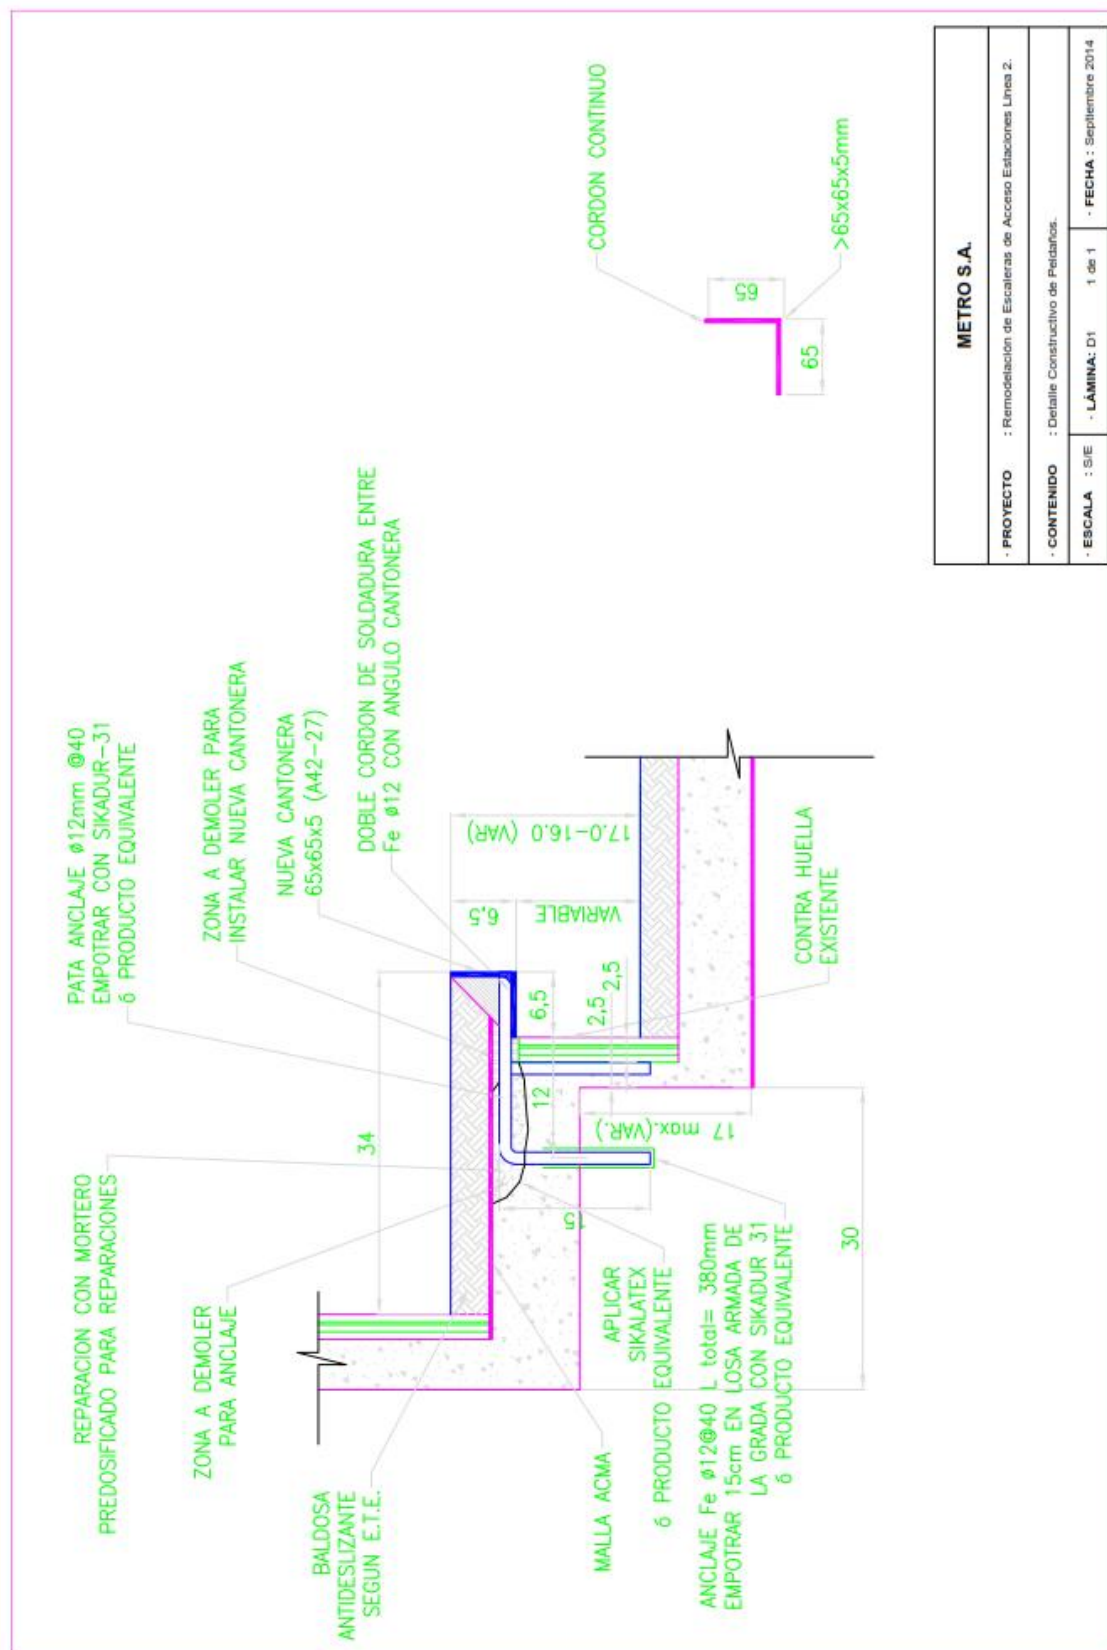 REPARACION CON MORTERO
PREDOSIFICADO PARA REPARACIONES
ZONA A DEMOLER
PARA ANCLAJE
BALDOSA
ANTIDESLIZANTE
SEGUN E.T.E.
MALLA ACMA
APLICAR
SIKALATEX
ó PRODUCTO EQUIVALENTE
ANCLAJE Fe ø12@40 L total= 380mm
EMPOTRAR 15cm EN LOSA ARMADA DE
LA GRADA CON SIKADUR 31
ó PRODUCTO EQUIVALENTE
PATA ANCLAJE ø12mm @40
EMPOTRAR CON SIKADUR-31
ó PRODUCTO EQUIVALENTE
ZONA A DEMOLER PARA
INSTALAR NUEVA CANTONERA
NUEVA CANTONERA
65x65x5 (A42-27)
DOBLE CORDON DE SOLDADURA ENTRE
Fe ø12 CON ANGULO CANTONERA
34
6.5
VARIABLE
17.0-16.0 (VAR)
6,5
12
2,5
2,5
15
17 max.(VAR.)
30
CONTRA HUELLA
EXISTENTE
CORDON CONTINUO
65
65
>65x65x5mm
METRO S.A.
- PROYECTO : Remodelación de Escaleras de Acceso Estaciones Línea 2.
- CONTENIDO : Detalle Constructivo de Peldaños.
- ESCALA : S/E - LÁMINA: D1 1 de 1 - FECHA : Septiembre 2014